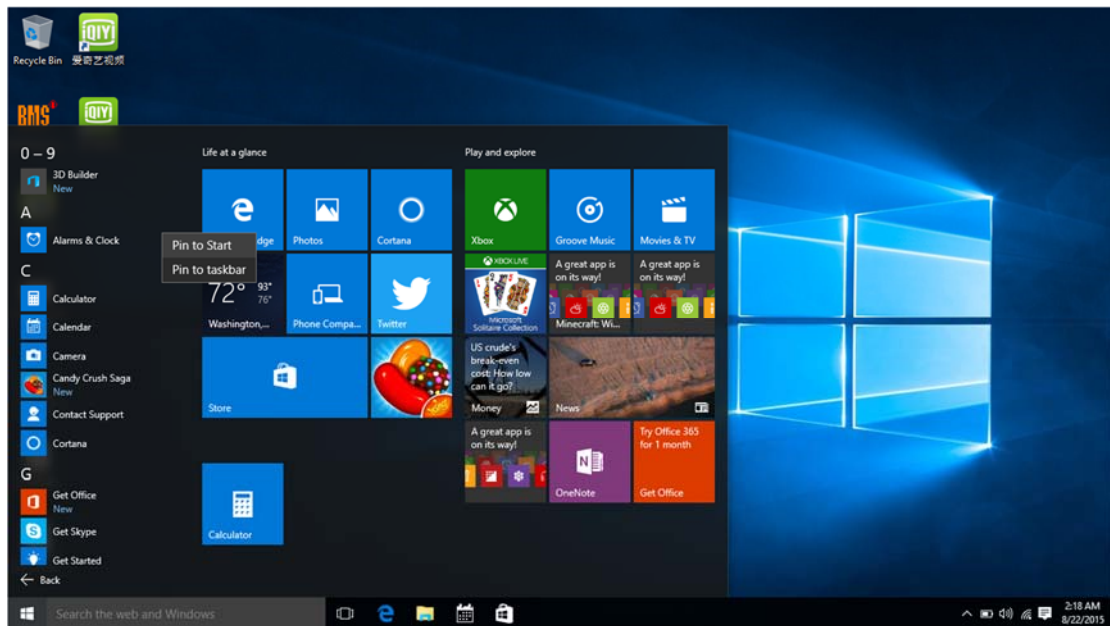 Recycle Bin
爱奇艺视频
iQIYI
RMS
iQIYI
0 – 9
3D Builder
New
A
Alarms & Clock
C
Calculator
Calendar
Camera
Candy Crush Saga
New
Contact Support
Cortana
G
Get Office
New
Get Skype
Get Started
Back
Pin to Start
Pin to taskbar
Life at a glance
dge
Photos
Cortana
72° 93°
76°
Washington,...
Phone Compa...
Twitter
Store
Calculator
Play and explore
Xbox
Groove Music
Movies & TV
XBOX LIVE
Microsoft
Solitaire Collection
A great app is
on its way!
Minecraft: Wi...
A great app is
on its way!
US crude's
break-even
cost: How low
can it go?
Money
News
A great app is
on its way!
OneNote
Try Office 365
for 1 month
Get Office
Search the web and Windows
2:18 AM
8/22/2015